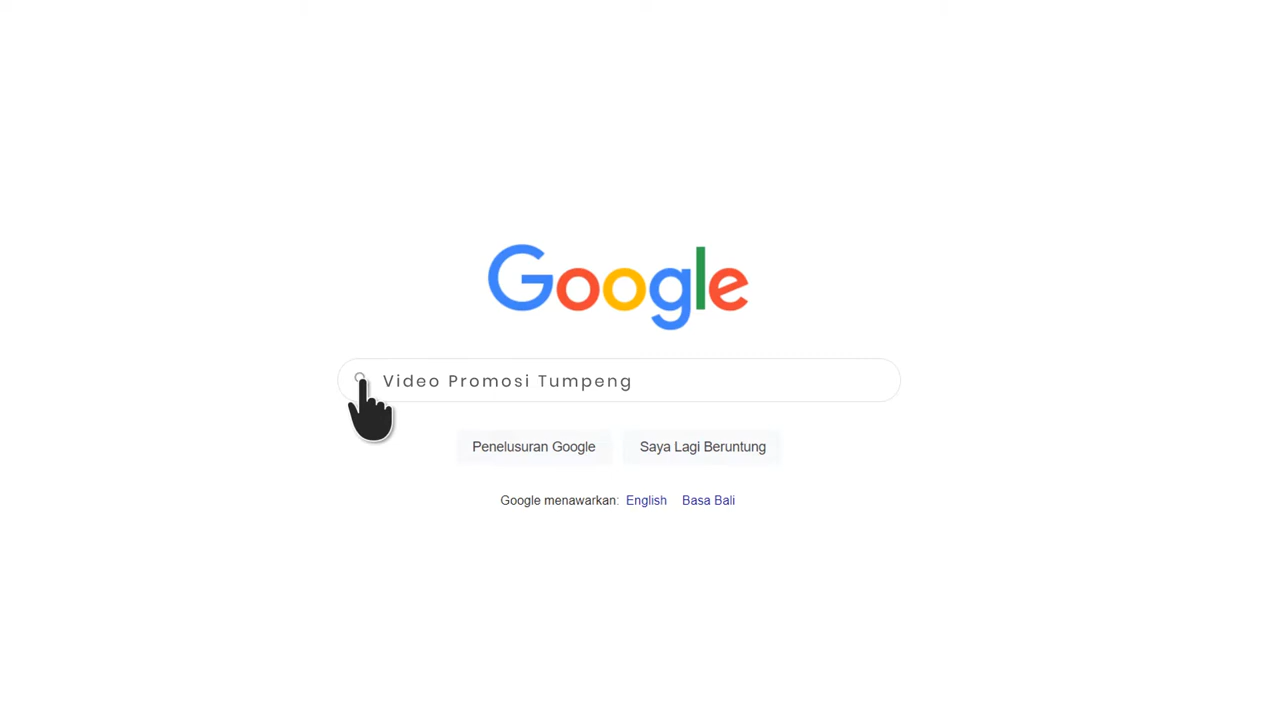 Google
Video Promosi Tumpeng
Penelusuran Google Saya Lagi Beruntung
Google menawarkan: English Basa Bali